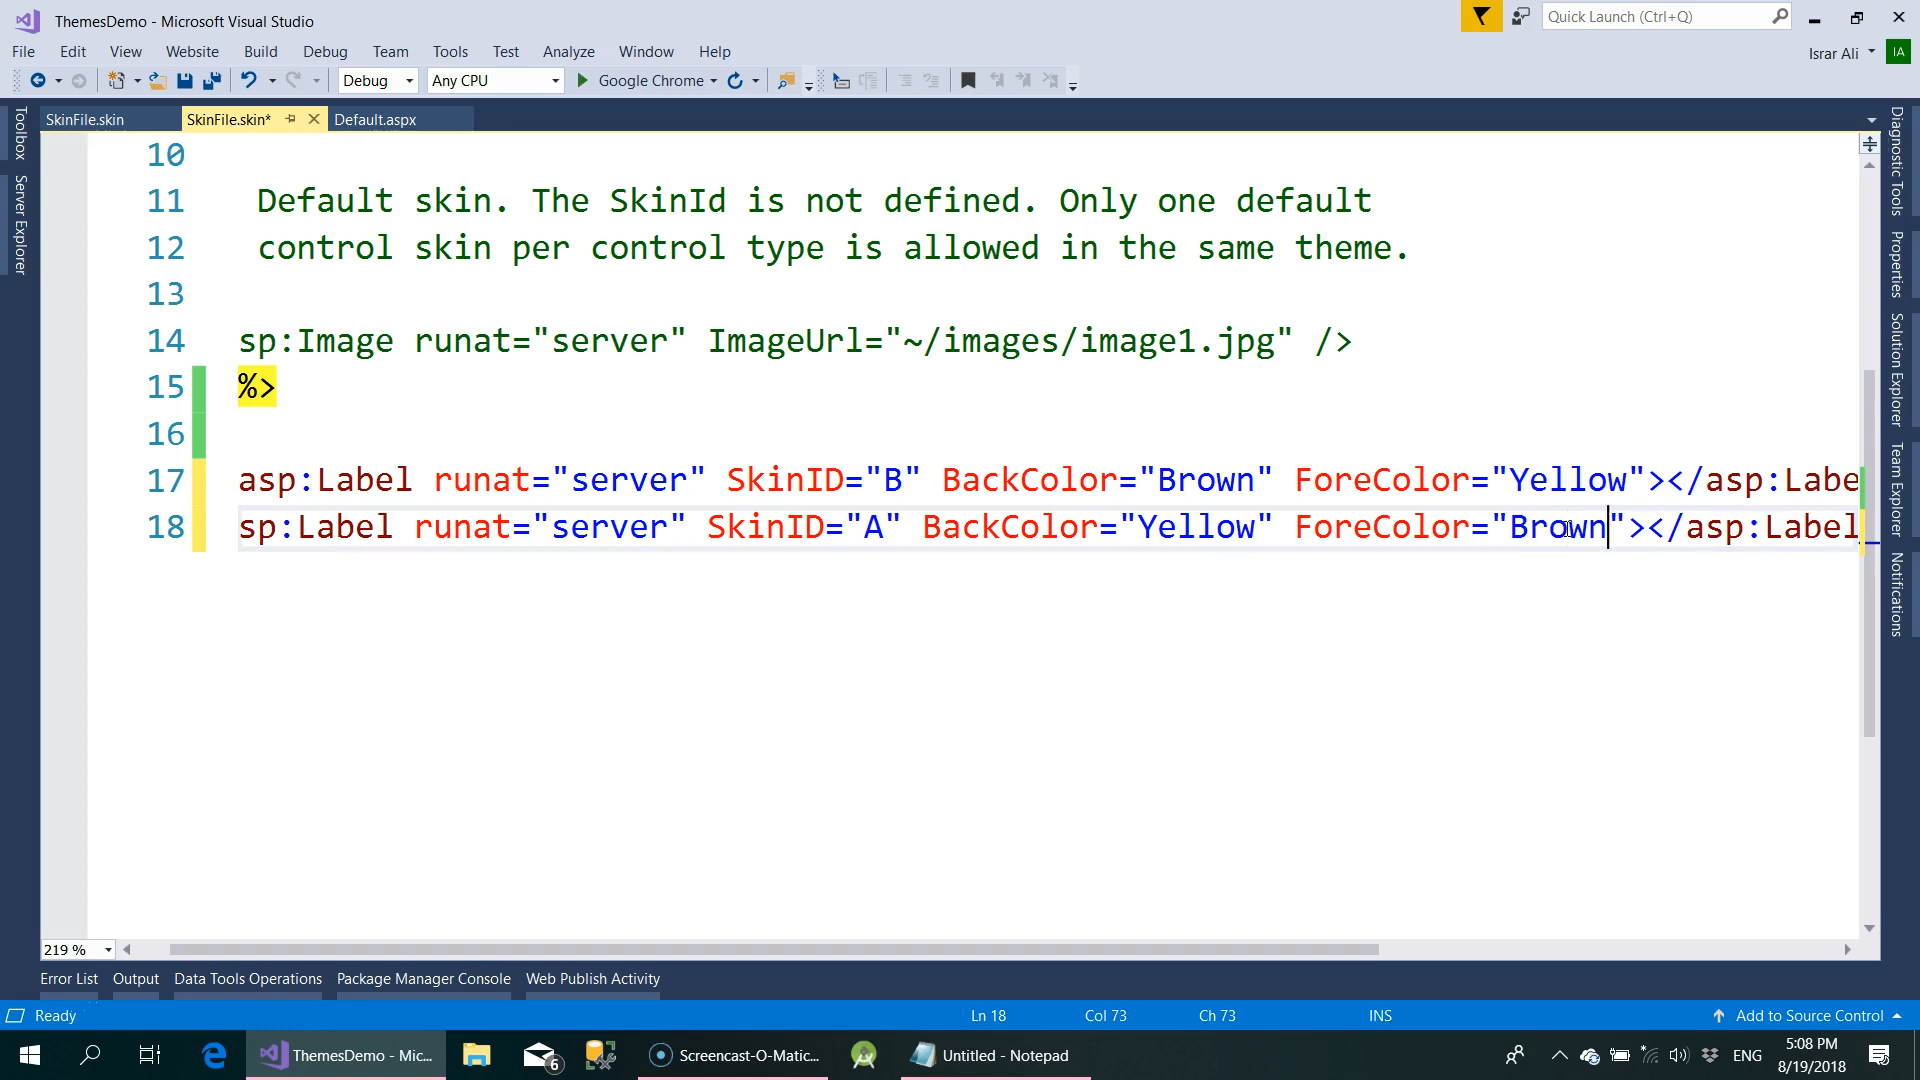 ThemesDemo - Microsoft Visual Studio
Quick Launch (Ctrl+Q)
File Edit View Website Build Debug Team Tools Test Analyze Window Help
Israr Ali IA
Debug Any CPU Google Chrome
SkinFile.skin SkinFile.skin* Default.aspx
Toolbox
Server Explorer
Diagnostic Tools
Properties
Solution Explorer
Team Explorer
Notifications
10
11 Default skin. The SkinId is not defined. Only one default
12 control skin per control type is allowed in the same theme.
13
14 sp:Image runat="server" ImageUrl="~/images/image1.jpg" />
15 %>
16
17 asp:Label runat="server" SkinID="B" BackColor="Brown" ForeColor="Yellow"></asp:Labe
18 sp:Label runat="server" SkinID="A" BackColor="Yellow" ForeColor="Brown"></asp:Label
219 %
Error List Output Data Tools Operations Package Manager Console Web Publish Activity
Ready Ln 18 Col 73 Ch 73 INS Add to Source Control
ThemesDemo - Mic... 6 Screencast-O-Matic... Untitled - Notepad ENG 5:08 PM
8/19/2018